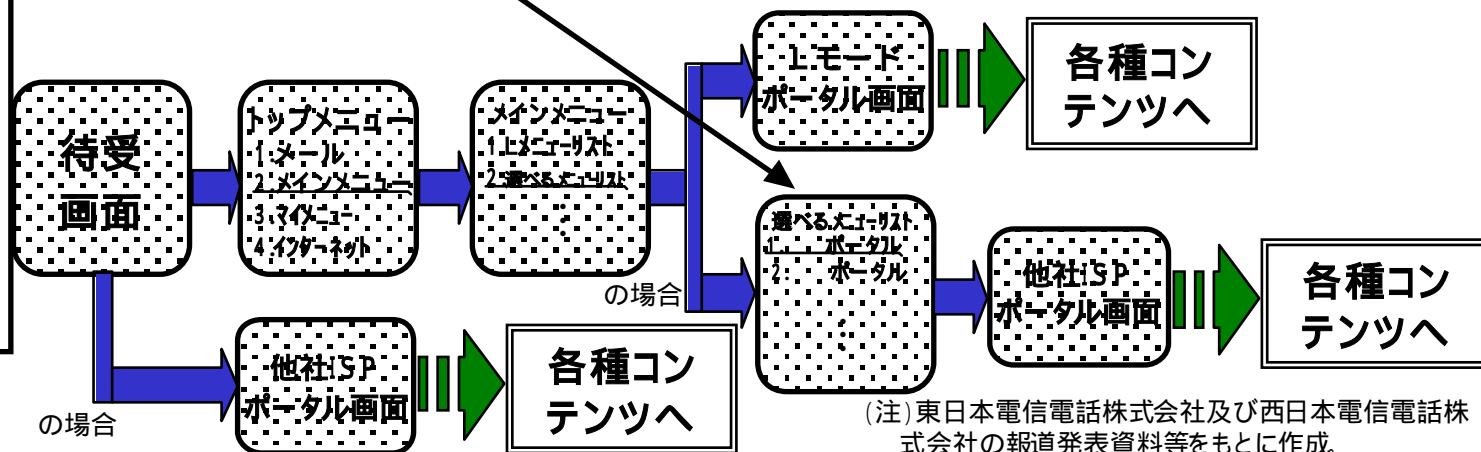 待受
画面
トップメニュー
1.メール
2.メインメニュー
3.マイメニュー
4.インターネット
メインメニュー
1.Lメニューリスト
2.選べるメニューリスト
:
Lモード
ポータル画面
各種コン
テンツへ
選べるメニューリスト
1: ポータル
2: ポータル
:
他社ISP
ポータル画面
各種コン
テンツへ
の場合
他社ISP
ポータル画面
各種コン
テンツへ
の場合
(注)東日本電信電話株式会社及び西日本電信電話株
式会社の報道発表資料等をもとに作成。